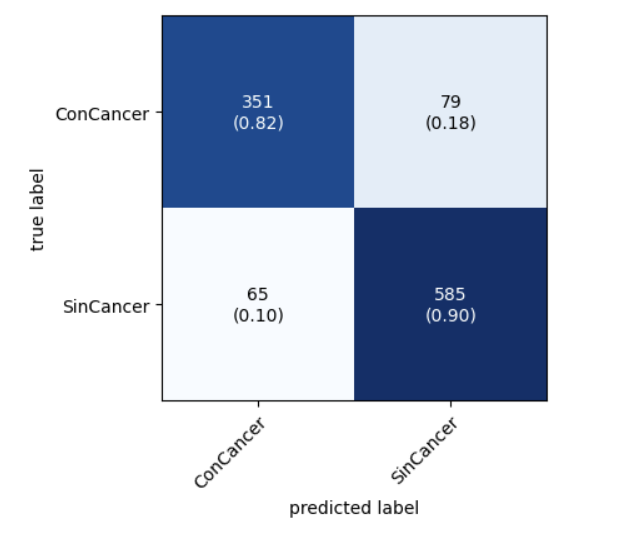 ConCancer
351
(0.82)
79
(0.18)
true label
SinCancer
65
(0.10)
585
(0.90)
ConCancer
SinCancer
predicted label